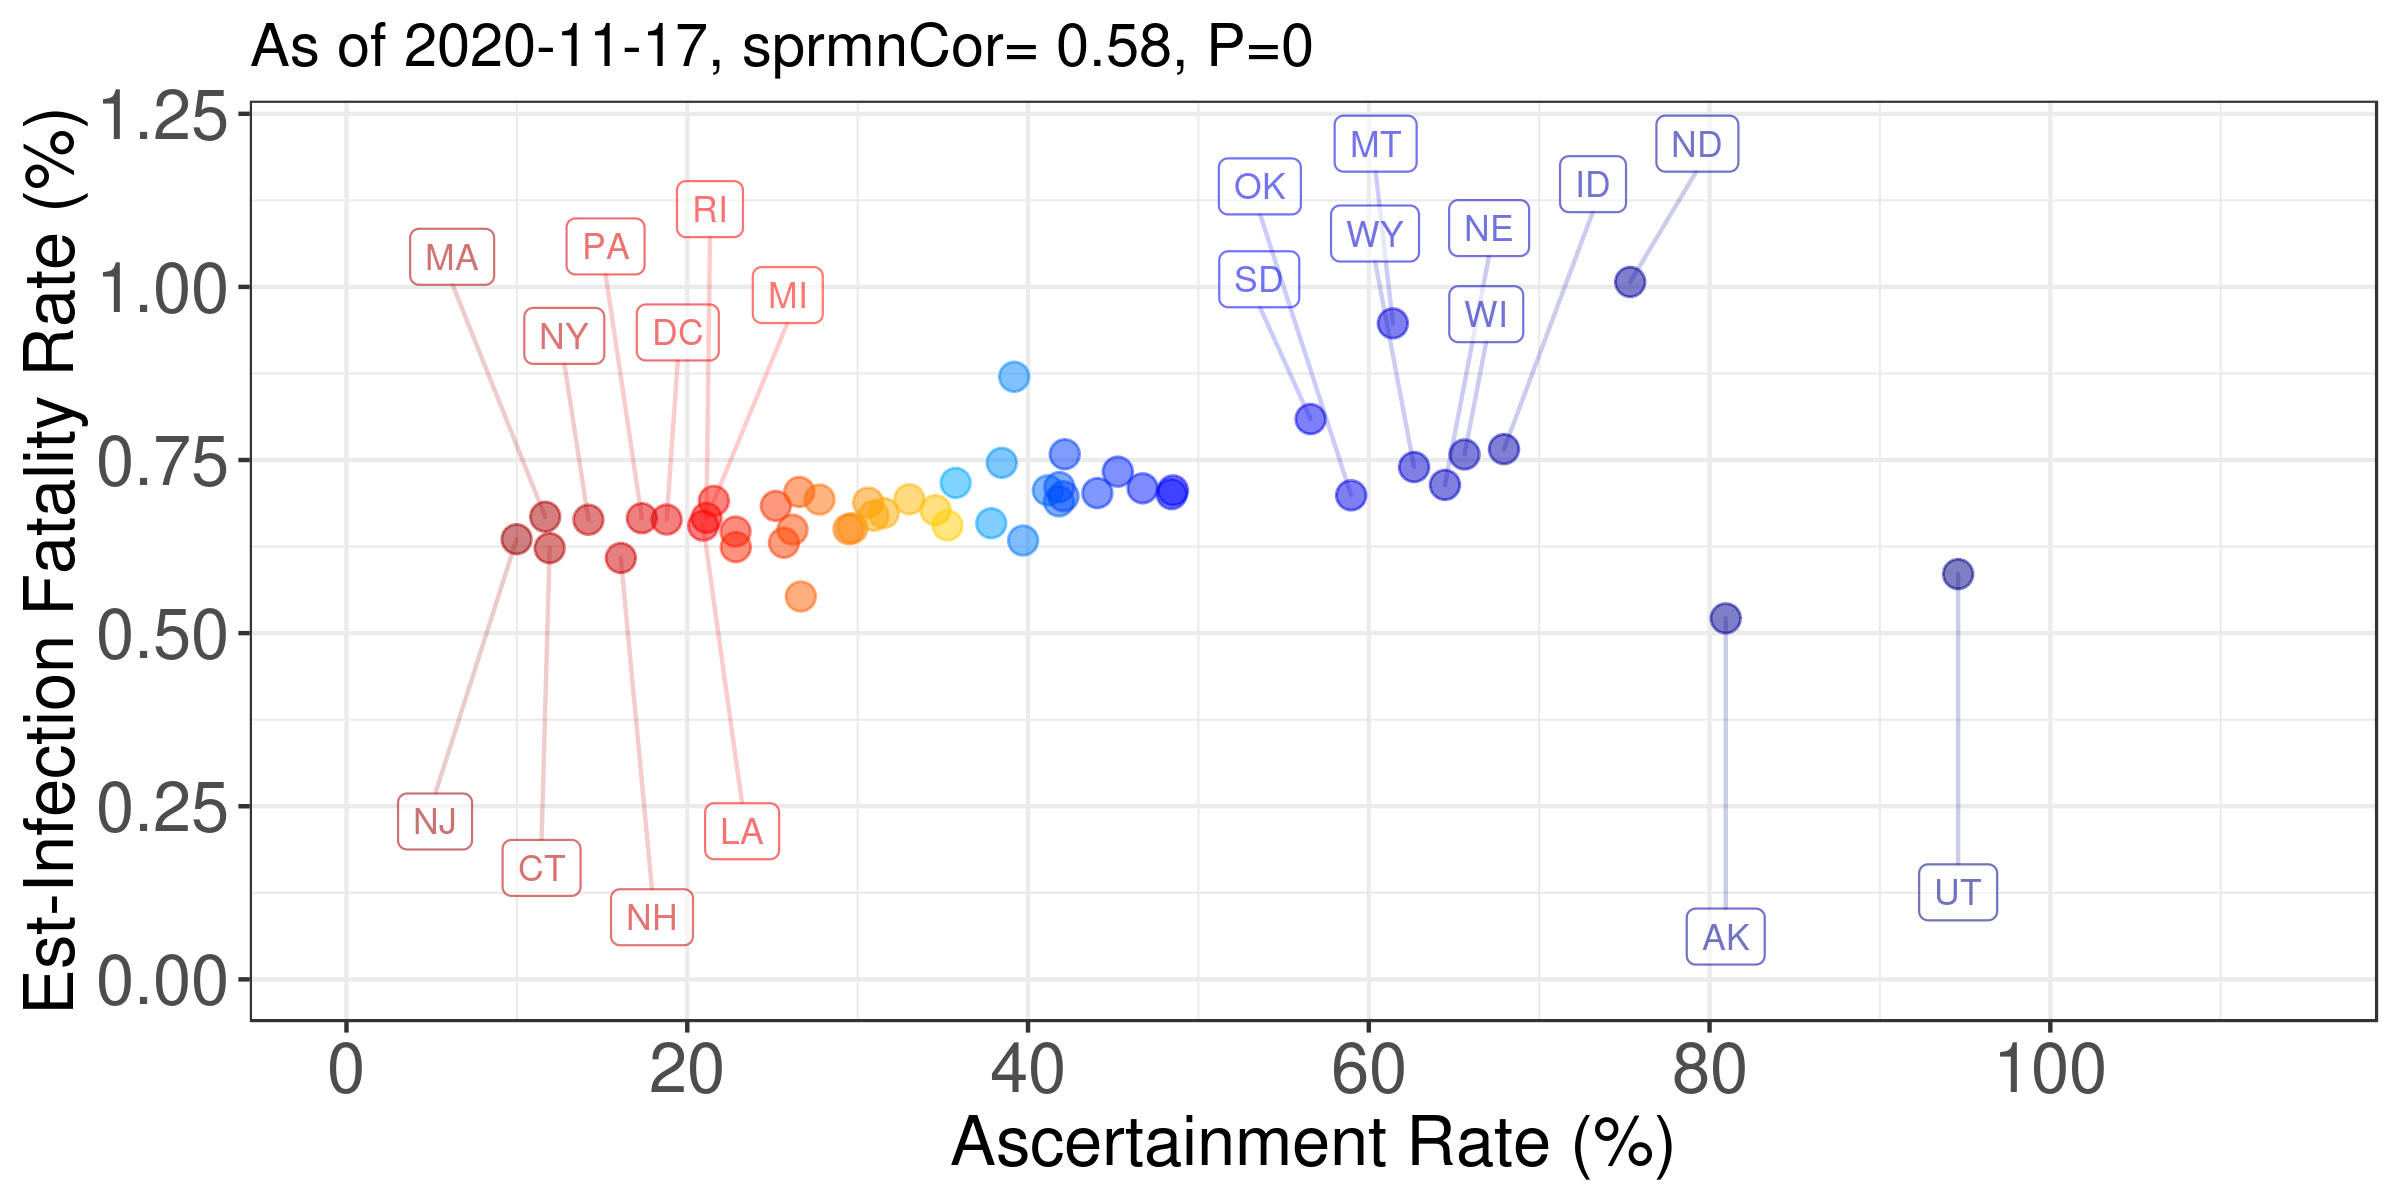 As of 2020-11-17, sprmnCor= 0.58, P=0
Est-Infection Fatality Rate (%)
1.25
1.00
0.75
0.50
0.25
0.00
MT
ND
OK
ID
RI
NE
WY
PA
MA
SD
MI
WI
DC
NY
NJ
LA
CT
UT
NH
AK
0
20
40
60
80
100
Ascertainment Rate (%)